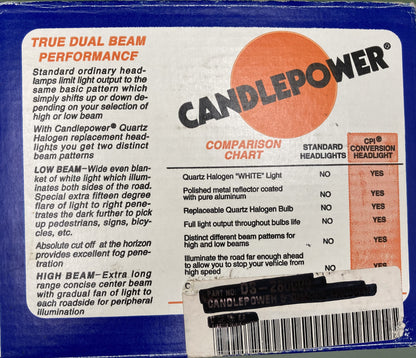 TRUE DUAL BEAM
PERFORMANCE
Standard ordinary head-
lamps limit light output to the
same basic pattern which
simply shifts up or down de-
pending on your selection of
high or low beam
With Candlepower® Quartz
Halogen replacement head-
lights you get two distinct
beam patterns
LOW BEAM–Wide even blan-
ket of white light which illum-
inates both sides of the road.
Special extra fifteen degree
flare of light to right pene-
trates the dark further to pick
up pedestrians, signs, bicy-
cles, etc.
Absolute cut off at the horizon
provides excellent fog pene-
tration
HIGH BEAM–Extra long
range concise center beam
with gradual fan of light to
each roadside for peripheral
illumination
CANDLEPOWER®
COMPARISON
CHART
STANDARD
HEADLIGHTS
CPI®
CONVERSION
HEADLIGHT
Quartz Halogen "WHITE" Light NO YES
Polished metal reflector coated
with pure aluminum NO YES
Replaceable Quartz Halogen Bulb NO YES
Full light output throughout bulbs life NO YES
Distinct different beam patterns for
high and low beams NO YES
Illuminate the road far enough ahead
to allow you to stop your vehicle from
high speed NO YES
PART NO:
CANDLEPOWER